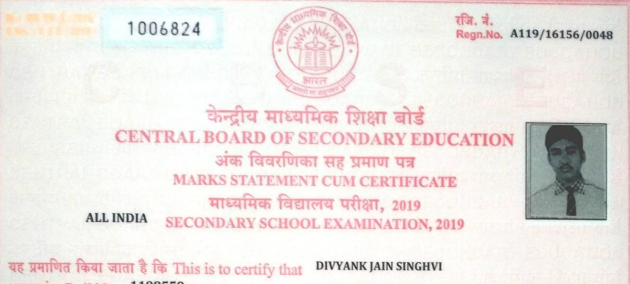 1006824
रजि. नं.
Regn.No. A119/16156/0048
भारत
केन्द्रीय माध्यमिक शिक्षा बोर्ड
CENTRAL BOARD OF SECONDARY EDUCATION
अंक विवरणिका सह प्रमाण पत्र
MARKS STATEMENT CUM CERTIFICATE
माध्यमिक विद्यालय परीक्षा, 2019
ALL INDIA SECONDARY SCHOOL EXAMINATION, 2019
यह प्रमाणित किया जाता है कि This is to certify that DIVYANK JAIN SINGHVI